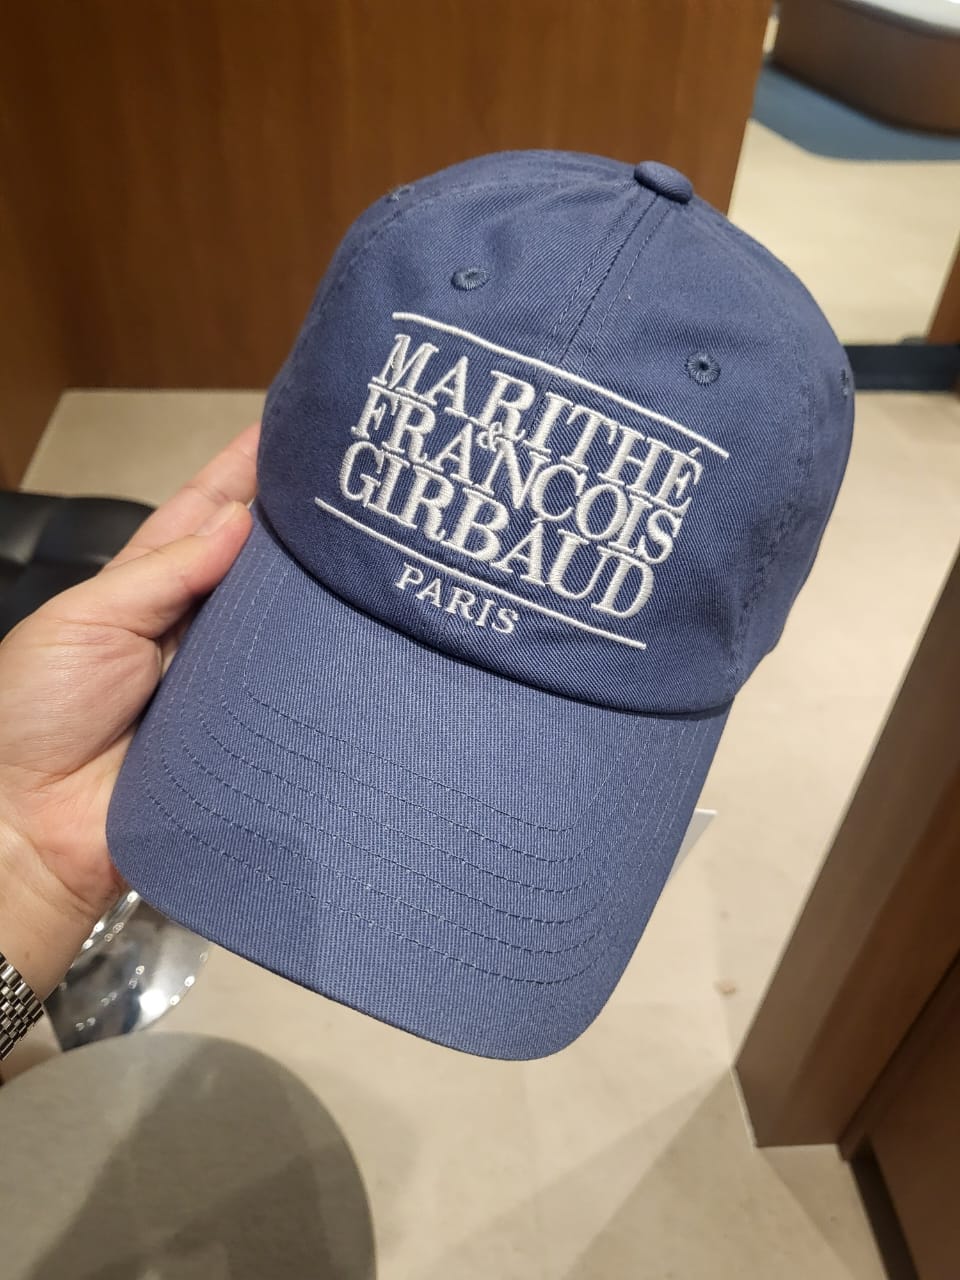 MARITHÉ
&
FRANÇOIS
GIRBAUD
PARIS